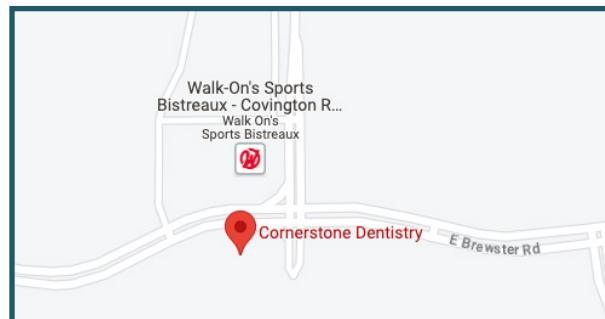 Walk-On's Sports
Bistreaux - Covington R...
Walk On's
Sports Bistreaux
Cornerstone Dentistry
E Brewster Rd